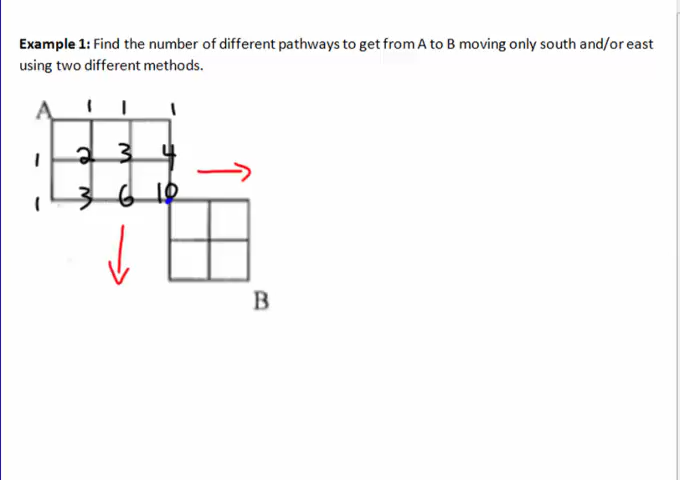 Example 1: Find the number of different pathways to get from A to B moving only south and/or east
using two different methods.
A 1 1 1
1 2 3 4
1 3 6 10
B